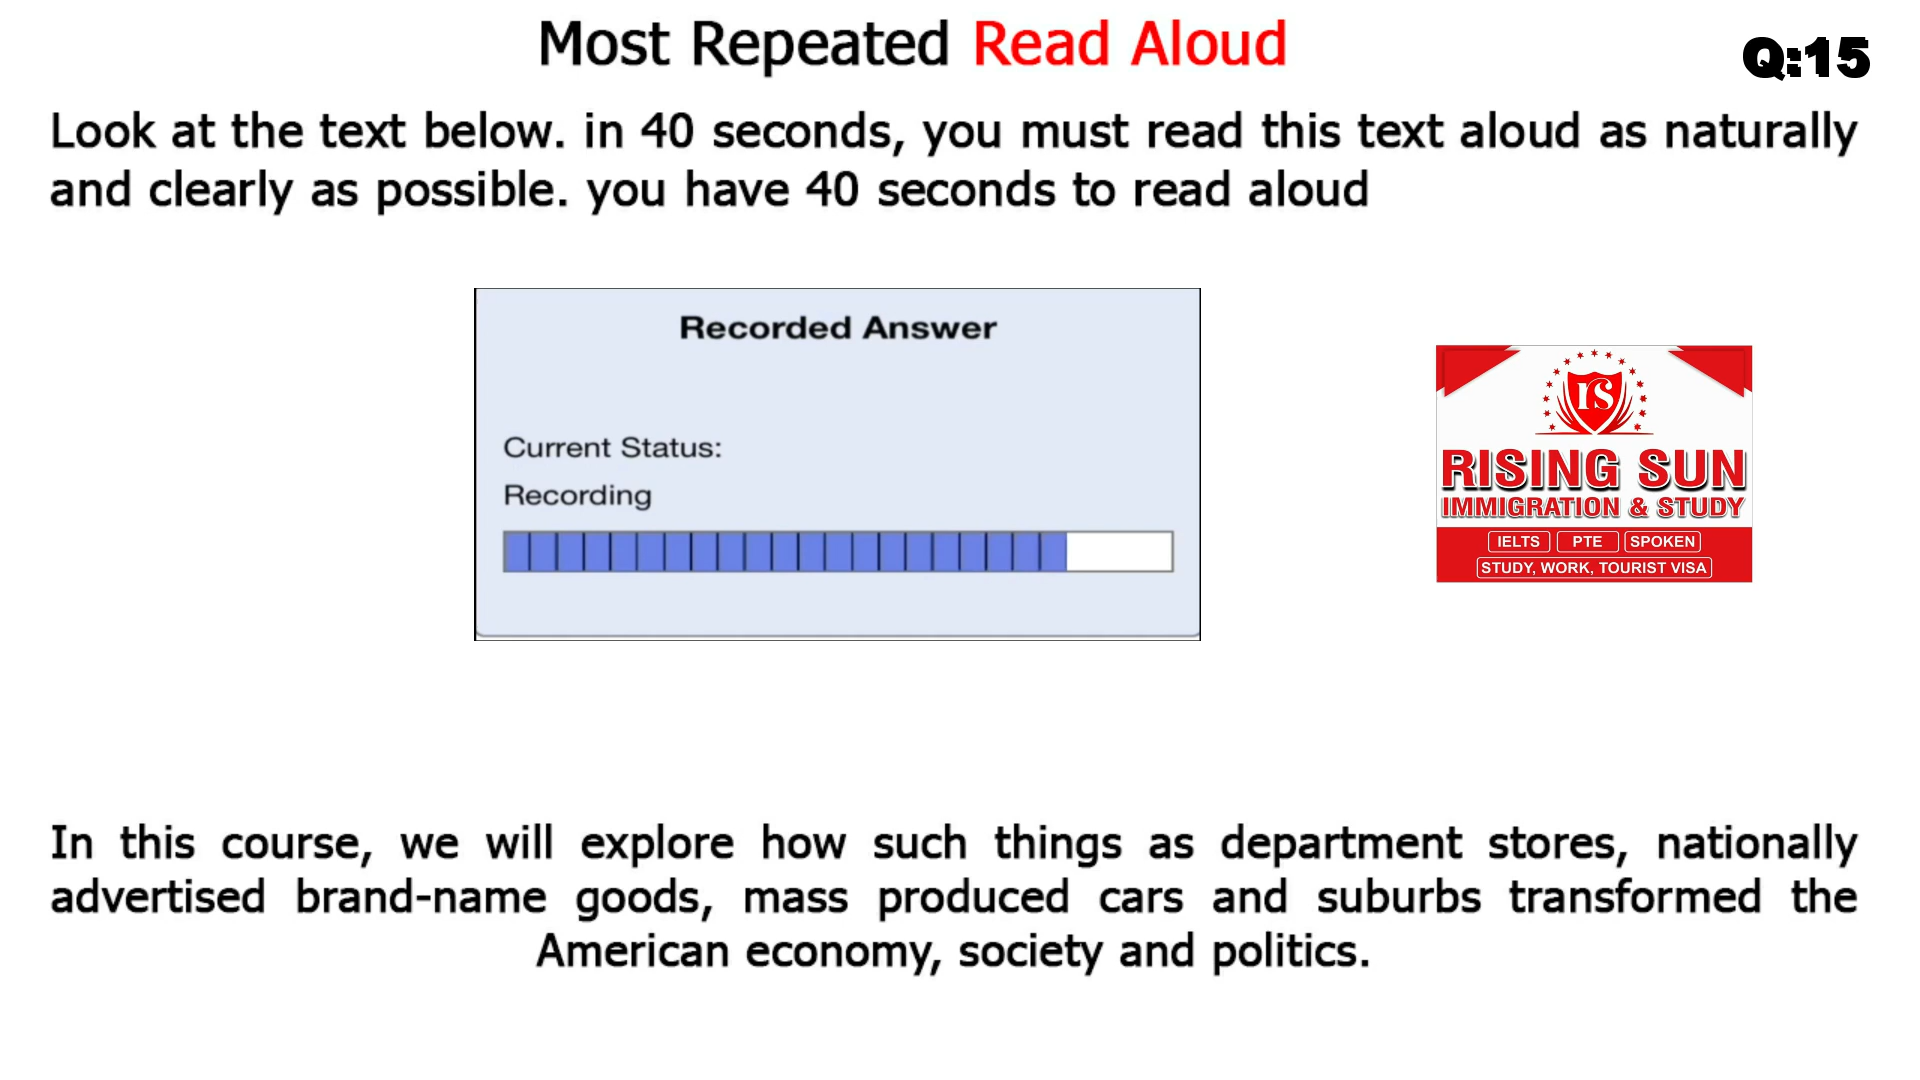 Most Repeated Read Aloud
Q:15
Look at the text below. in 40 seconds, you must read this text aloud as naturally
and clearly as possible. you have 40 seconds to read aloud
Recorded Answer
Current Status:
Recording
rs
RISING SUN
IMMIGRATION & STUDY
IELTS PTE SPOKEN
STUDY, WORK, TOURIST VISA
In this course, we will explore how such things as department stores, nationally
advertised brand-name goods, mass produced cars and suburbs transformed the
American economy, society and politics.